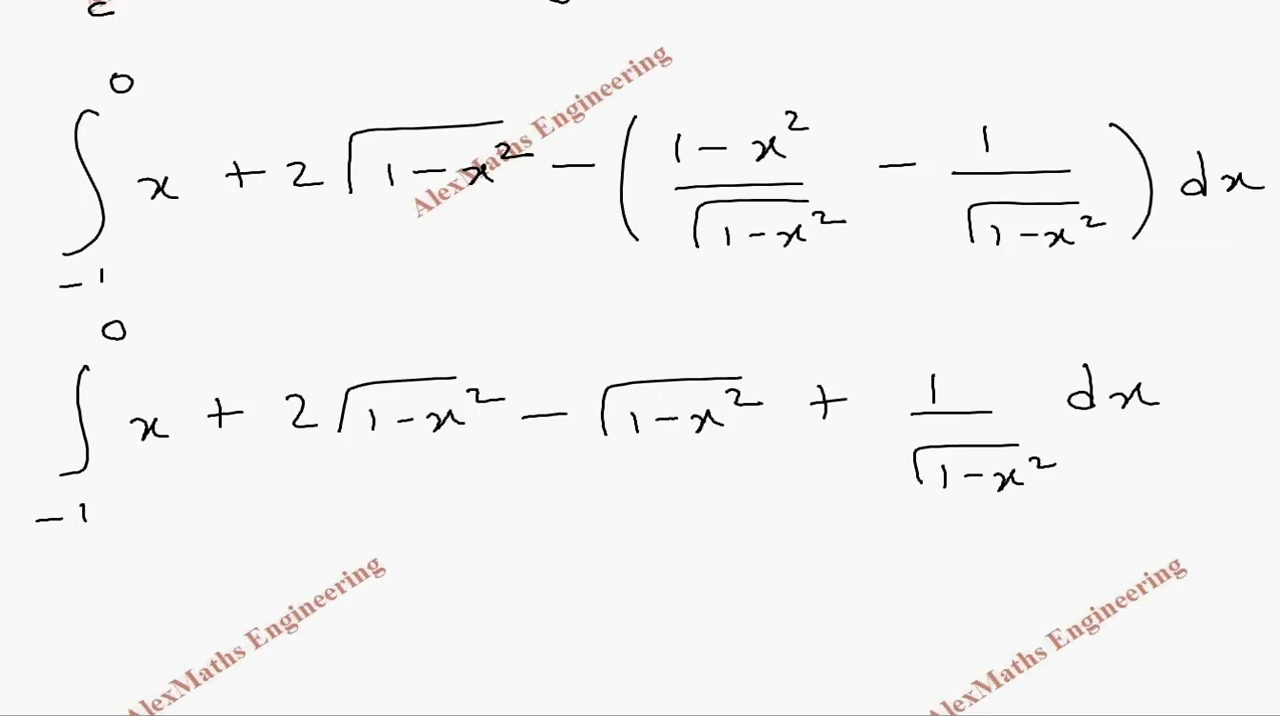 c
∫_{-1}^{0} x + 2√(1-x²) - ( (1-x²)/√(1-x²) - 1/√(1-x²) ) dx
AlexMaths Engineering
∫_{-1}^{0} x + 2√(1-x²) - √(1-x²) + 1/√(1-x²) dx
AlexMaths Engineering
AlexMaths Engineering